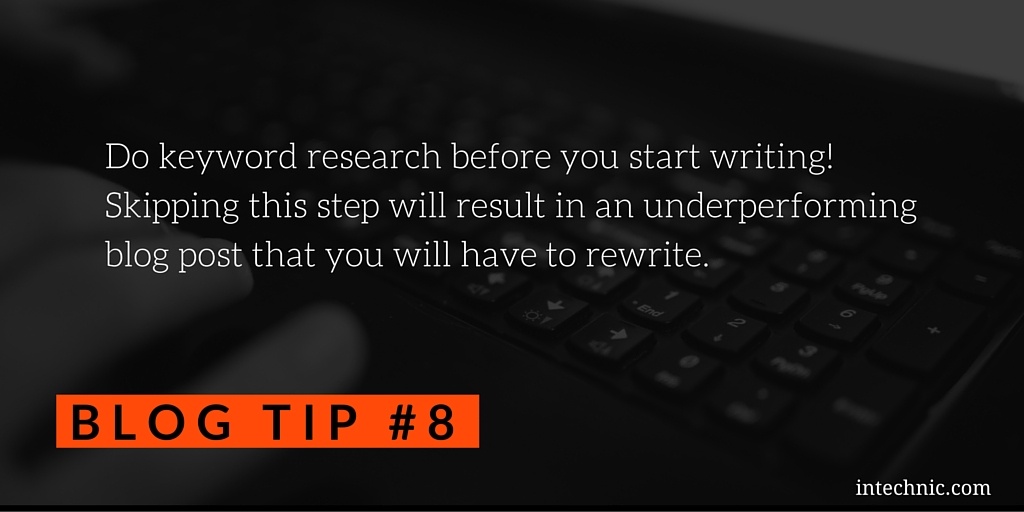 Do keyword research before you start writing!
Skipping this step will result in an underperforming
blog post that you will have to rewrite.
BLOG TIP #8
intechnic.com